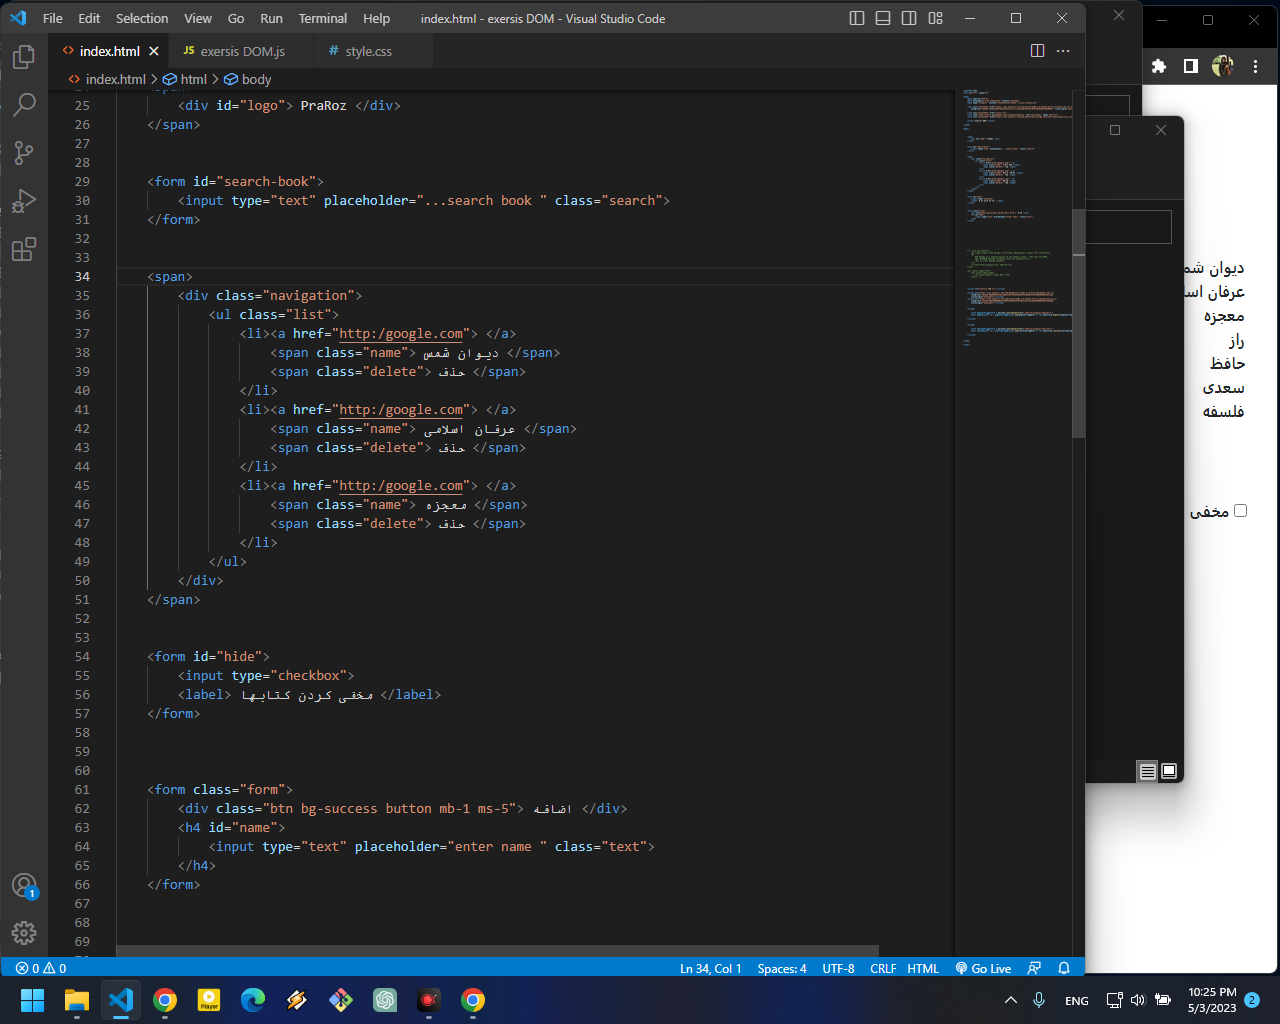 File Edit Selection View Go Run Terminal Help index.html - exersis DOM - Visual Studio Code
index.html exersis DOM.js style.css
index.html > html > body
25 <div id="logo"> PraRoz </div>
26 </span>
27
28
29 <form id="search-book">
30 <input type="text" placeholder="...search book " class="search">
31 </form>
32
33
34 <span>
35 <div class="navigation">
36 <ul class="list">
37 <li><a href="http:/google.com"> </a>
38 <span class="name"> دیوان شمس </span>
39 <span class="delete"> حذف </span>
40 </li>
41 <li><a href="http:/google.com"> </a>
42 <span class="name"> عرفان اسلامی </span>
43 <span class="delete"> حذف </span>
44 </li>
45 <li><a href="http:/google.com"> </a>
46 <span class="name"> معجزه </span>
47 <span class="delete"> حذف </span>
48 </li>
49 </ul>
50 </div>
51 </span>
52
53
54 <form id="hide">
55 <input type="checkbox">
56 <label> مخفی کردن کتابها </label>
57 </form>
58
59
60
61 <form class="form">
62 <div class="btn bg-success button mb-1 ms-5"> اضافه </div>
63 <h4 id="name">
64 <input type="text" placeholder="enter name " class="text">
65 </h4>
66 </form>
67
68
69
دیوان شم
عرفان اسل
معجزه
راز
حافظ
سعدی
فلسفه
مخفی
0 0 Ln 34, Col 1 Spaces: 4 UTF-8 CRLF HTML Go Live
1
ENG 10:25 PM
5/3/2023 2
Player